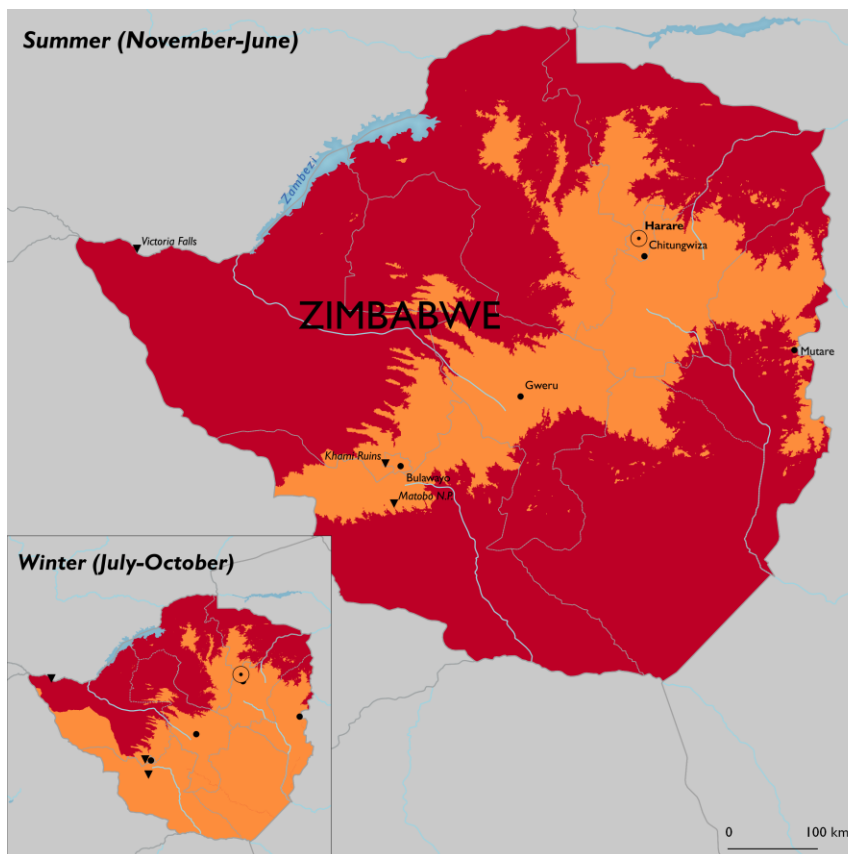 Summer (November-June)
Zambezi
Victoria Falls
Harare
Chitungwiza
ZIMBABWE
Mutare
Gweru
Khami Ruins
Bulawayo
Matobo N.P.
Winter (July-October)
0 100 km